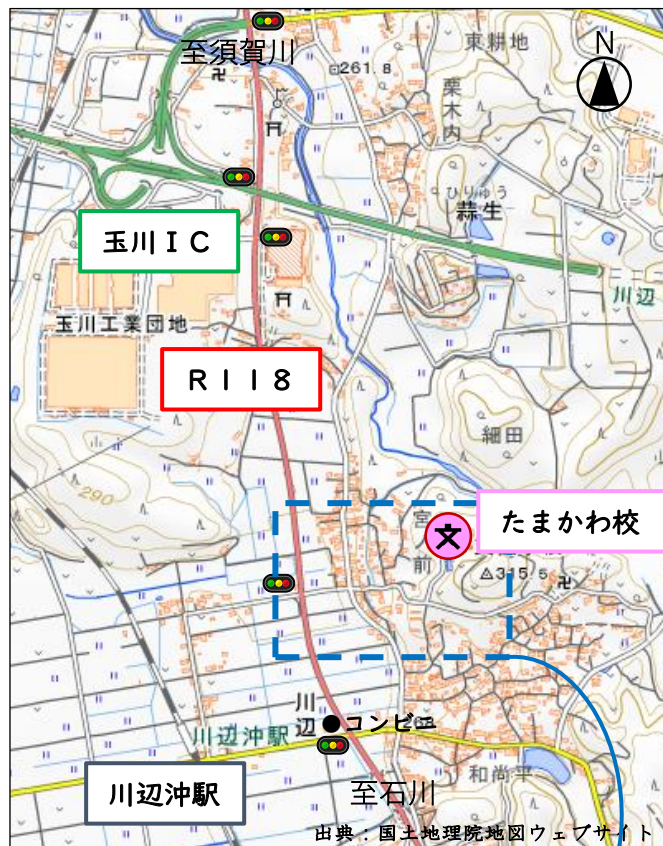 東耕地
N
至須賀川
261.8
栗木内
ひりゅう
蒜生
玉川IC
川辺
玉川工業団地
R118
細田
290
たまかわ校
宮ノ前
文
315.5
川辺
コンビニ
川辺沖駅
川辺沖駅
和尚平
至石川
出典：国土地理院地図ウェブサイト